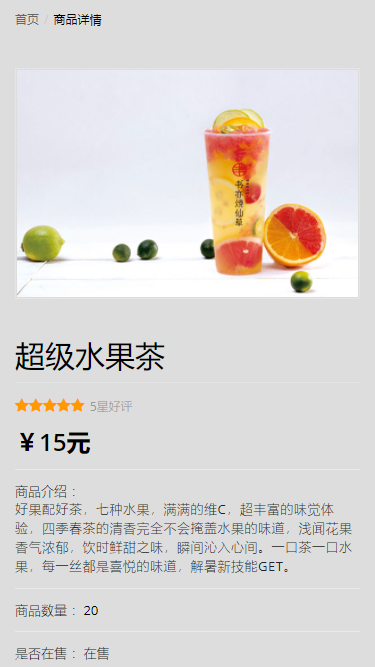 首页 / 商品详情
书亦燒仙草
超级水果茶
5星好评
￥15元
商品介绍：
好果配好茶，七种水果，满满的维C，超丰富的味觉体
验，四季春茶的清香完全不会掩盖水果的味道，浅闻花果
香气浓郁，饮时鲜甜之味，瞬间沁入心间。一口茶一口水
果，每一丝都是喜悦的味道，解暑新技能GET。
商品数量： 20
是否在售： 在售